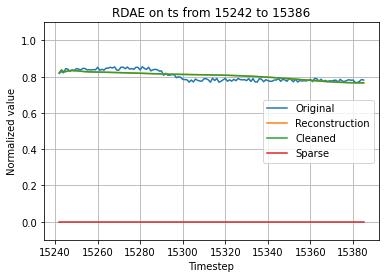 RDAE on ts from 15242 to 15386
Normalized value
1.0
0.8
0.6
0.4
0.2
0.0
Original
Reconstruction
Cleaned
Sparse
15240 15260 15280 15300 15320 15340 15360 15380
Timestep